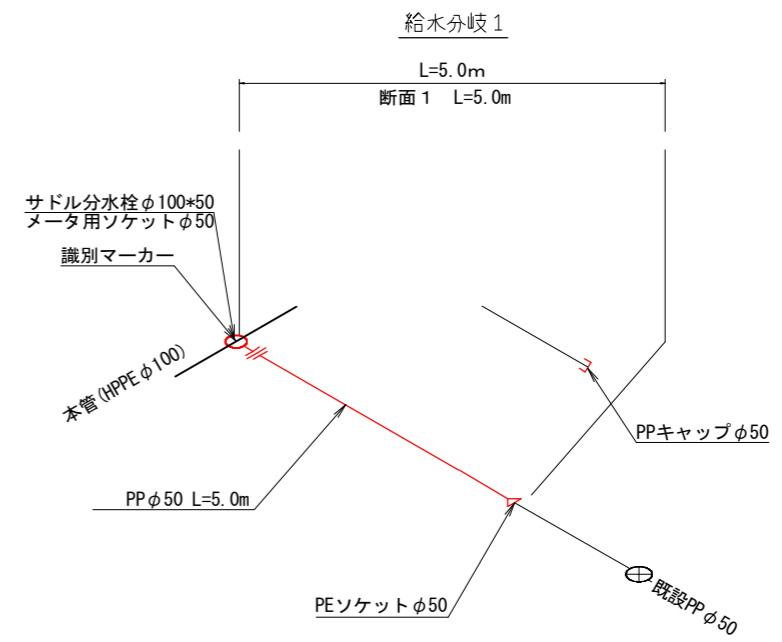 給水分岐１
L=5.0ｍ
断面１　L=5.0m
サドル分水栓φ100*50
メータ用ソケットφ50
識別マーカー
本管(HPPEφ100)
PPキャップφ50
PPφ50 L=5.0m
PEソケットφ50
既設PPφ50